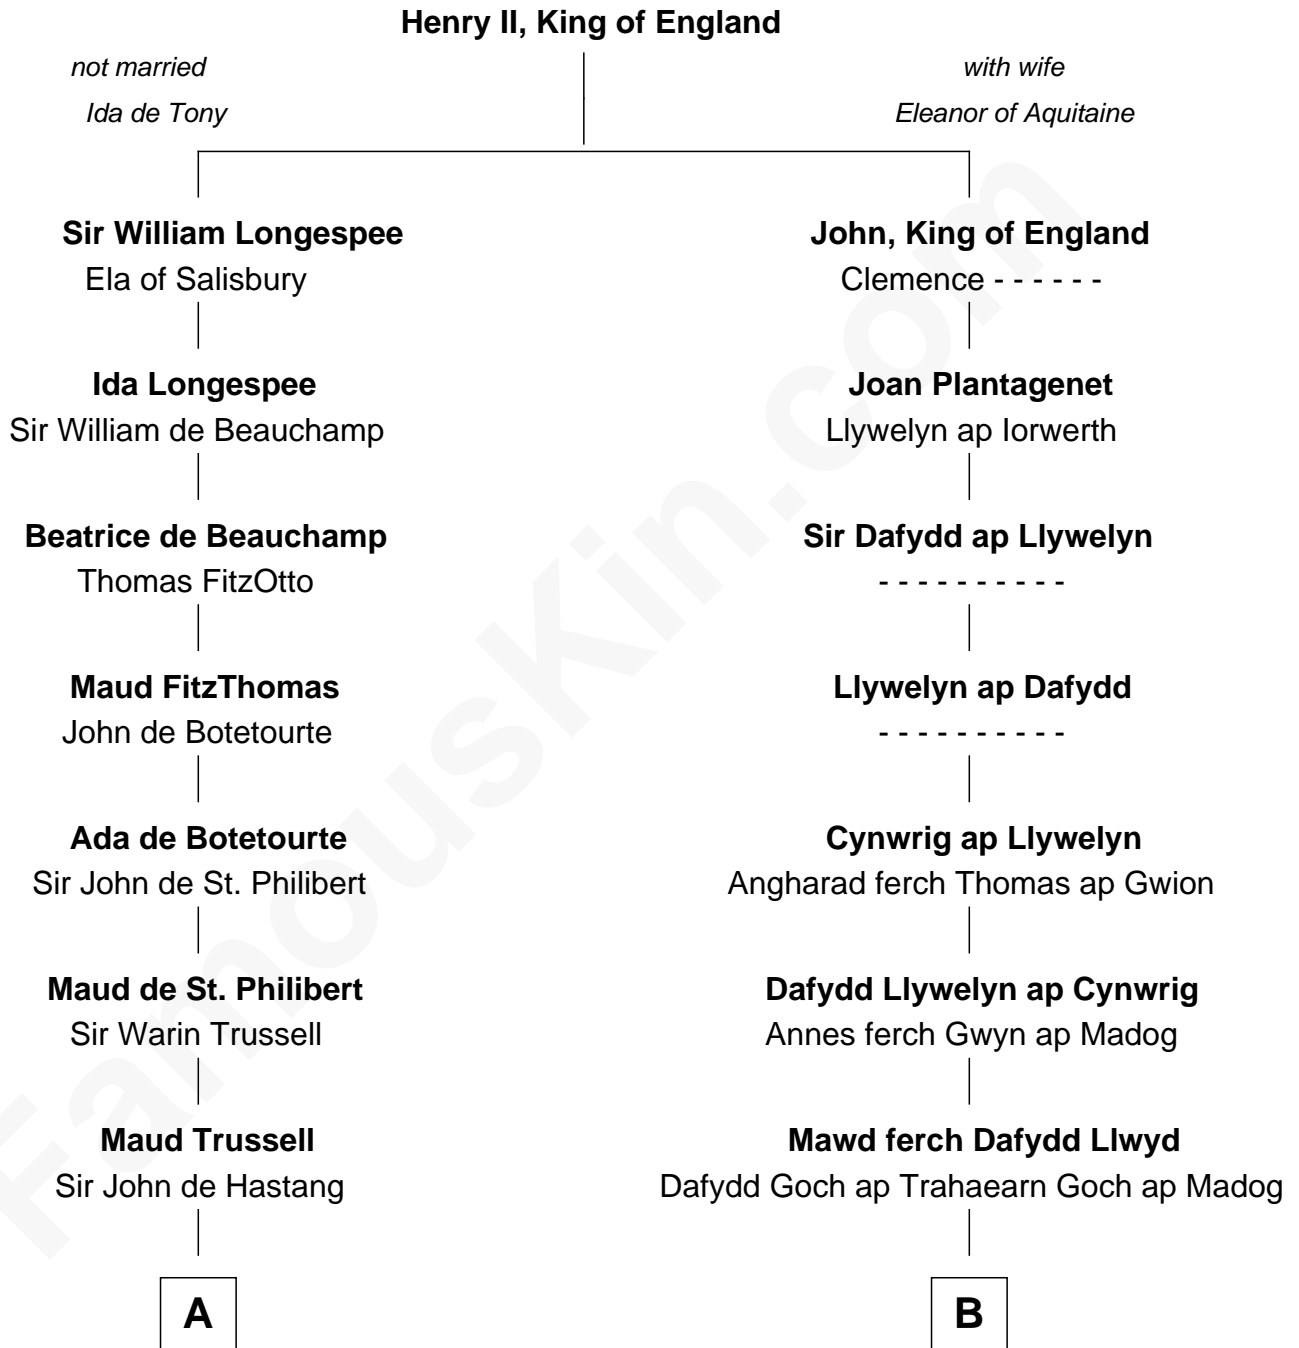 Henry II, King of England
not married
Ida de Tony
with wife
Eleanor of Aquitaine
Sir William Longespee
Ela of Salisbury
John, King of England
Clemence - - - - - -
Ida Longespee
Sir William de Beauchamp
Joan Plantagenet
Llywelyn ap Iorwerth
Beatrice de Beauchamp
Thomas FitzOtto
Sir Dafydd ap Llywelyn
- - - - - - - - - -
Maud FitzThomas
John de Botetourte
Llywelyn ap Dafydd
- - - - - - - - - -
Ada de Botetourte
Sir John de St. Philibert
Cynwrig ap Llywelyn
Angharad ferch Thomas ap Gwion
Maud de St. Philibert
Sir Warin Trussell
Dafydd Llywelyn ap Cynwrig
Annes ferch Gwyn ap Madog
Maud Trussell
Sir John de Hastang
Mawd ferch Dafydd Llwyd
Dafydd Goch ap Trahaearn Goch ap Madog
A
B
FamousKin.com